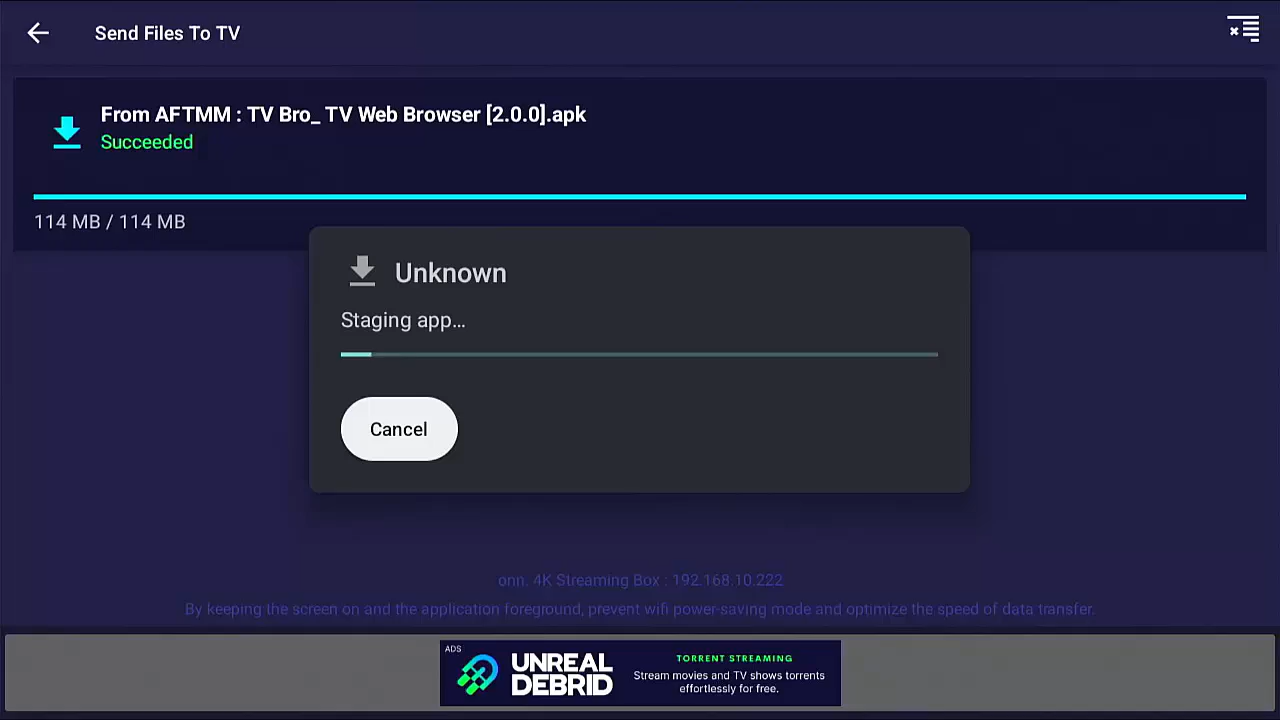 Send Files To TV
From AFTMM : TV Bro_ TV Web Browser [2.0.0].apk
Succeeded
114 MB / 114 MB
Unknown
Staging app…
Cancel
onn. 4K Streaming Box : 192.168.10.222
By keeping the screen on and the application foreground, prevent wifi power-saving mode and optimize the speed of data transfer.
ADS
UNREAL
DEBRID
TORRENT STREAMING
Stream movies and TV shows torrents
effortlessly for free.